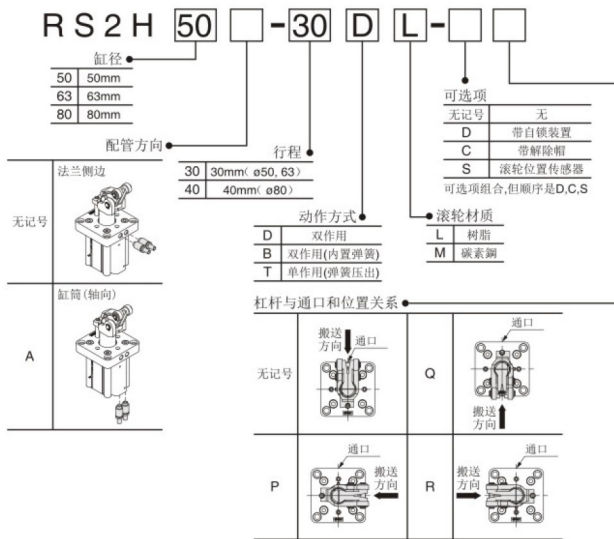 RS2H 50 - 30 D L -
缸径
50 50mm
63 63mm
80 80mm
配管方向
无记号 法兰侧边
A 缸筒(轴向)
行程
30 30mm(ø50, 63)
40 40mm(ø80)
动作方式
D 双作用
B 双作用(内置弹簧)
T 单作用(弹簧压出)
滚轮材质
L 树脂
M 碳素鋼
可选项
无记号 无
D 带自锁装置
C 带解除帽
S 滚轮位置传感器
可选项组合,但顺序是D,C,S
杠杆与通口和位置关系
无记号
搬送
方向
通口
Q
通口
搬送
方向
P
通口
搬送
方向
R
搬送
方向
通口